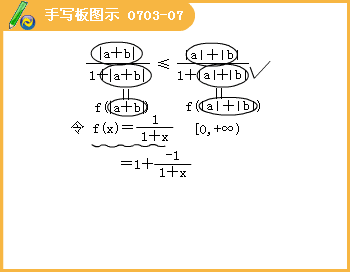 手写板图示 0703-07
|a+b| / 1+|a+b| ≤ |a|+|b| / 1+|a|+|b| ✓
f(|a+b|) f(|a|+|b|)
令 f(x)= 1 / 1+x [0,+∞)
=1+ -1 / 1+x